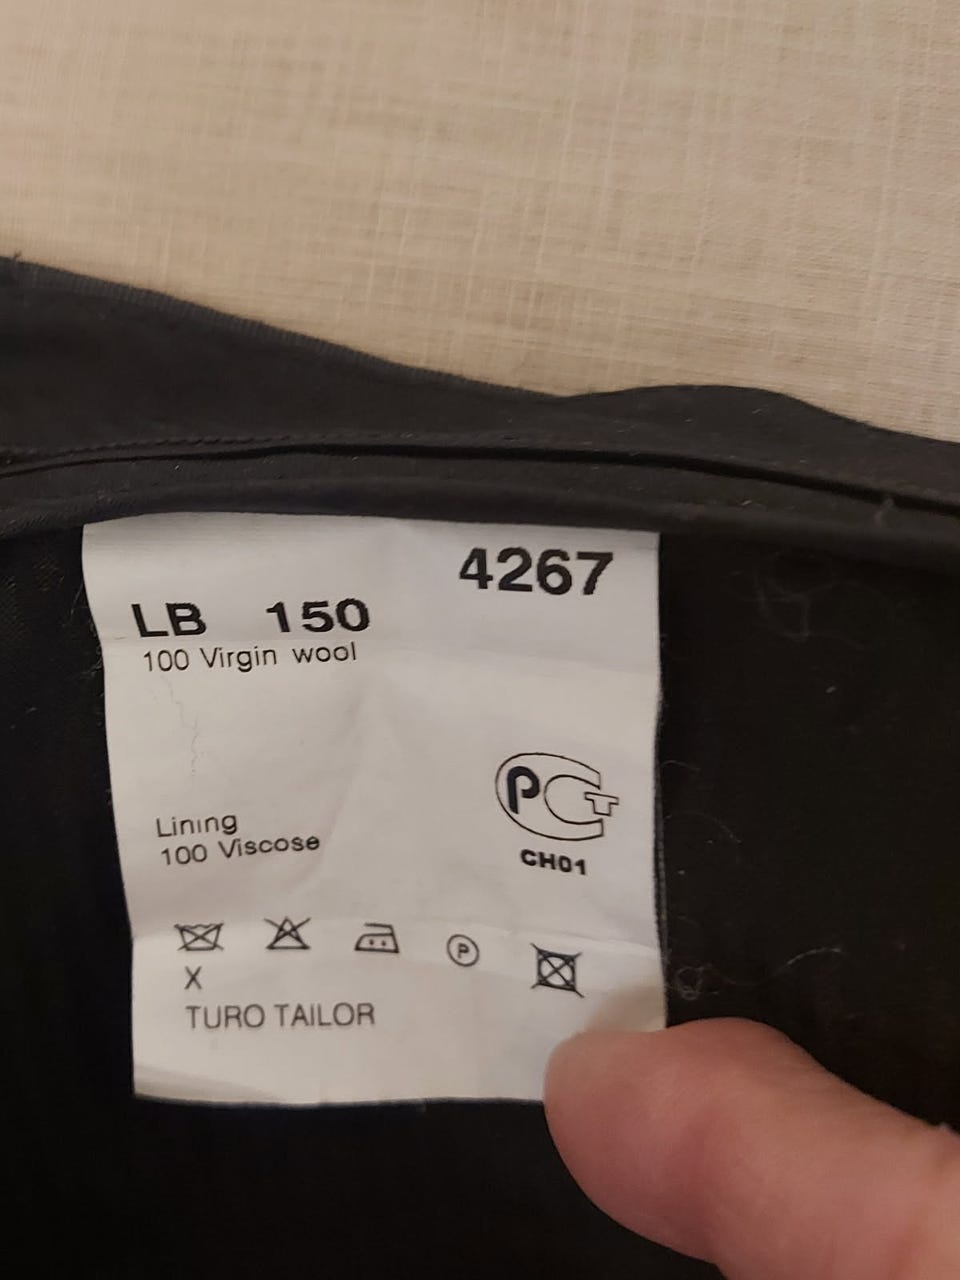 4267
LB 150
100 Virgin wool
PCT
CH01
Lining
100 Viscose
P
X
TURO TAILOR